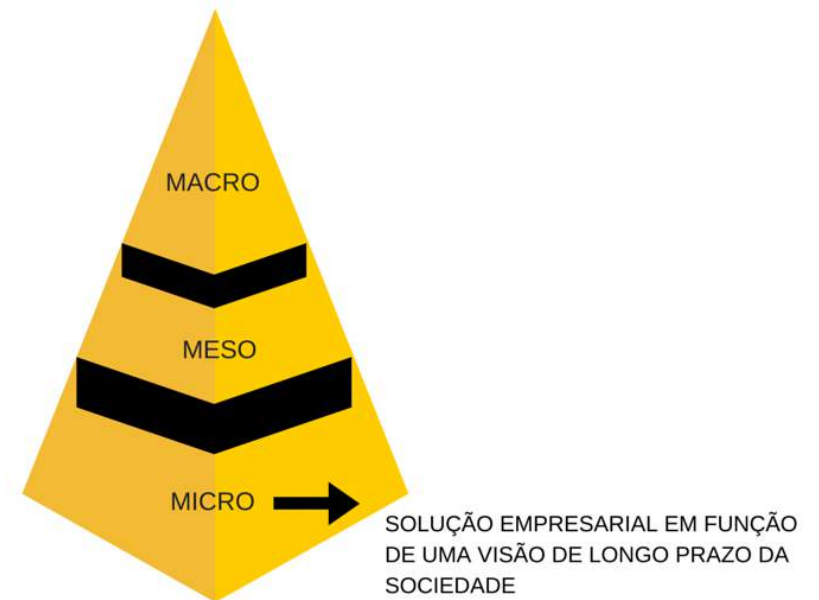 MACRO
MESO
MICRO
SOLUÇÃO EMPRESARIAL EM FUNÇÃO
DE UMA VISÃO DE LONGO PRAZO DA
SOCIEDADE